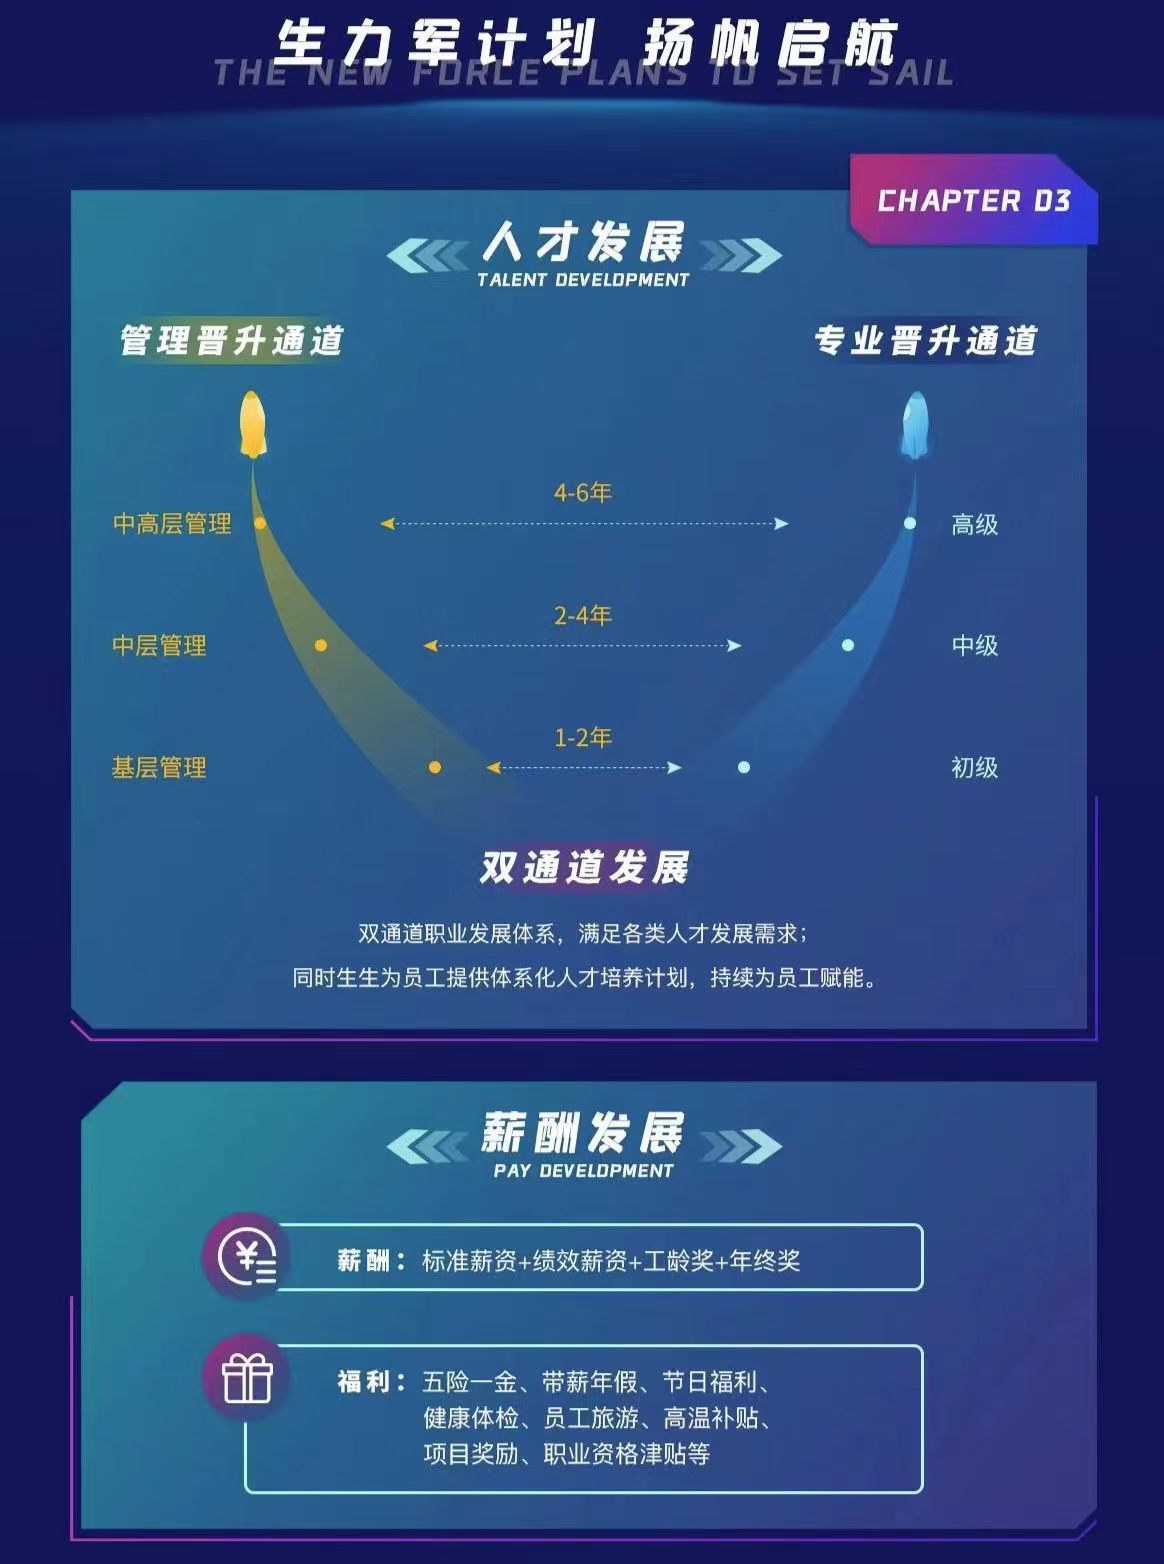 生力军计划 扬帆启航
THE NEW FORCE PLANS TO SET SAIL
CHAPTER 03
人才发展
TALENT DEVELOPMENT
管理晋升通道
专业晋升通道
中高层管理
4-6年
高级
中层管理
2-4年
中级
基层管理
1-2年
初级
双通道发展
双通道职业发展体系，满足各类人才发展需求；
同时生生为员工提供体系化人才培养计划，持续为员工赋能。
薪酬发展
PAY DEVELOPMENT
薪酬：标准薪资+绩效薪资+工龄奖+年终奖
福利：五险一金、带薪年假、节日福利、
健康体检、员工旅游、高温补贴、
项目奖励、职业资格津贴等